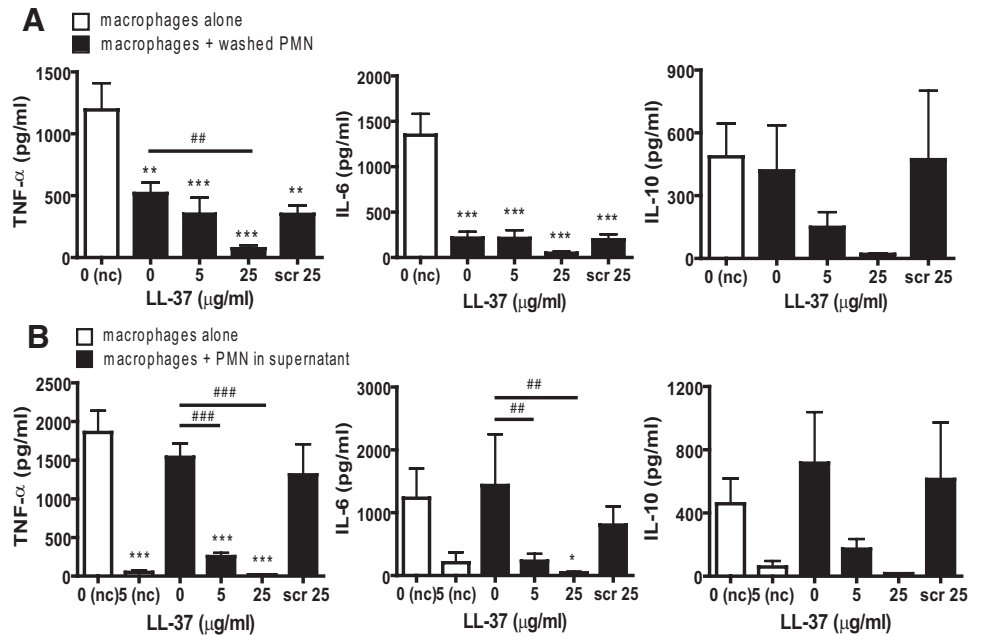 A
macrophages alone
macrophages + washed PMN
TNF-α (pg/ml)
1500
1000
500
0
##
**
***
***
**
0 (nc) 0 5 25 scr 25
LL-37 (µg/ml)
IL-6 (pg/ml)
2000
1500
1000
500
0
***
***
***
***
0 (nc) 0 5 25 scr 25
LL-37 (µg/ml)
IL-10 (pg/ml)
900
600
300
0
0 (nc) 0 5 25 scr 25
LL-37 (µg/ml)
B
macrophages alone
macrophages + PMN in supernatant
TNF-α (pg/ml)
2500
2000
1500
1000
500
0
###
###
***
***
***
0 (nc) 5 (nc) 0 5 25 scr 25
LL-37 (µg/ml)
IL-6 (pg/ml)
3000
2000
1000
0
##
##
*
0 (nc) 5 (nc) 0 5 25 scr 25
LL-37 (µg/ml)
IL-10 (pg/ml)
1200
800
400
0
0 (nc) 5 (nc) 0 5 25 scr 25
LL-37 (µg/ml)